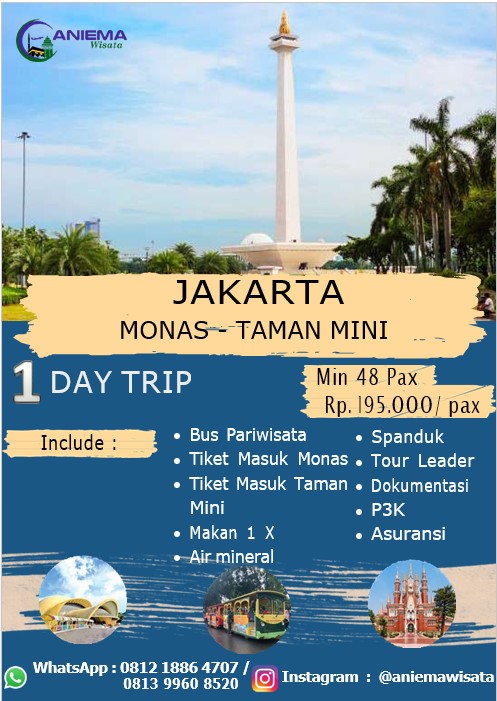 ANIEMA
Wisata
JAKARTA
MONAS - TAMAN MINI
1 DAY TRIP
Min 48 Pax
Rp. 195.000/ pax
Include :
• Bus Pariwisata
• Tiket Masuk Monas
• Tiket Masuk Taman
Mini
• Makan 1 X
• Air mineral
• Spanduk
• Tour Leader
• Dokumentasi
• P3K
• Asuransi
WhatsApp : 0812 1886 4707 /
0813 9960 8520
Instagram : @aniemawisata